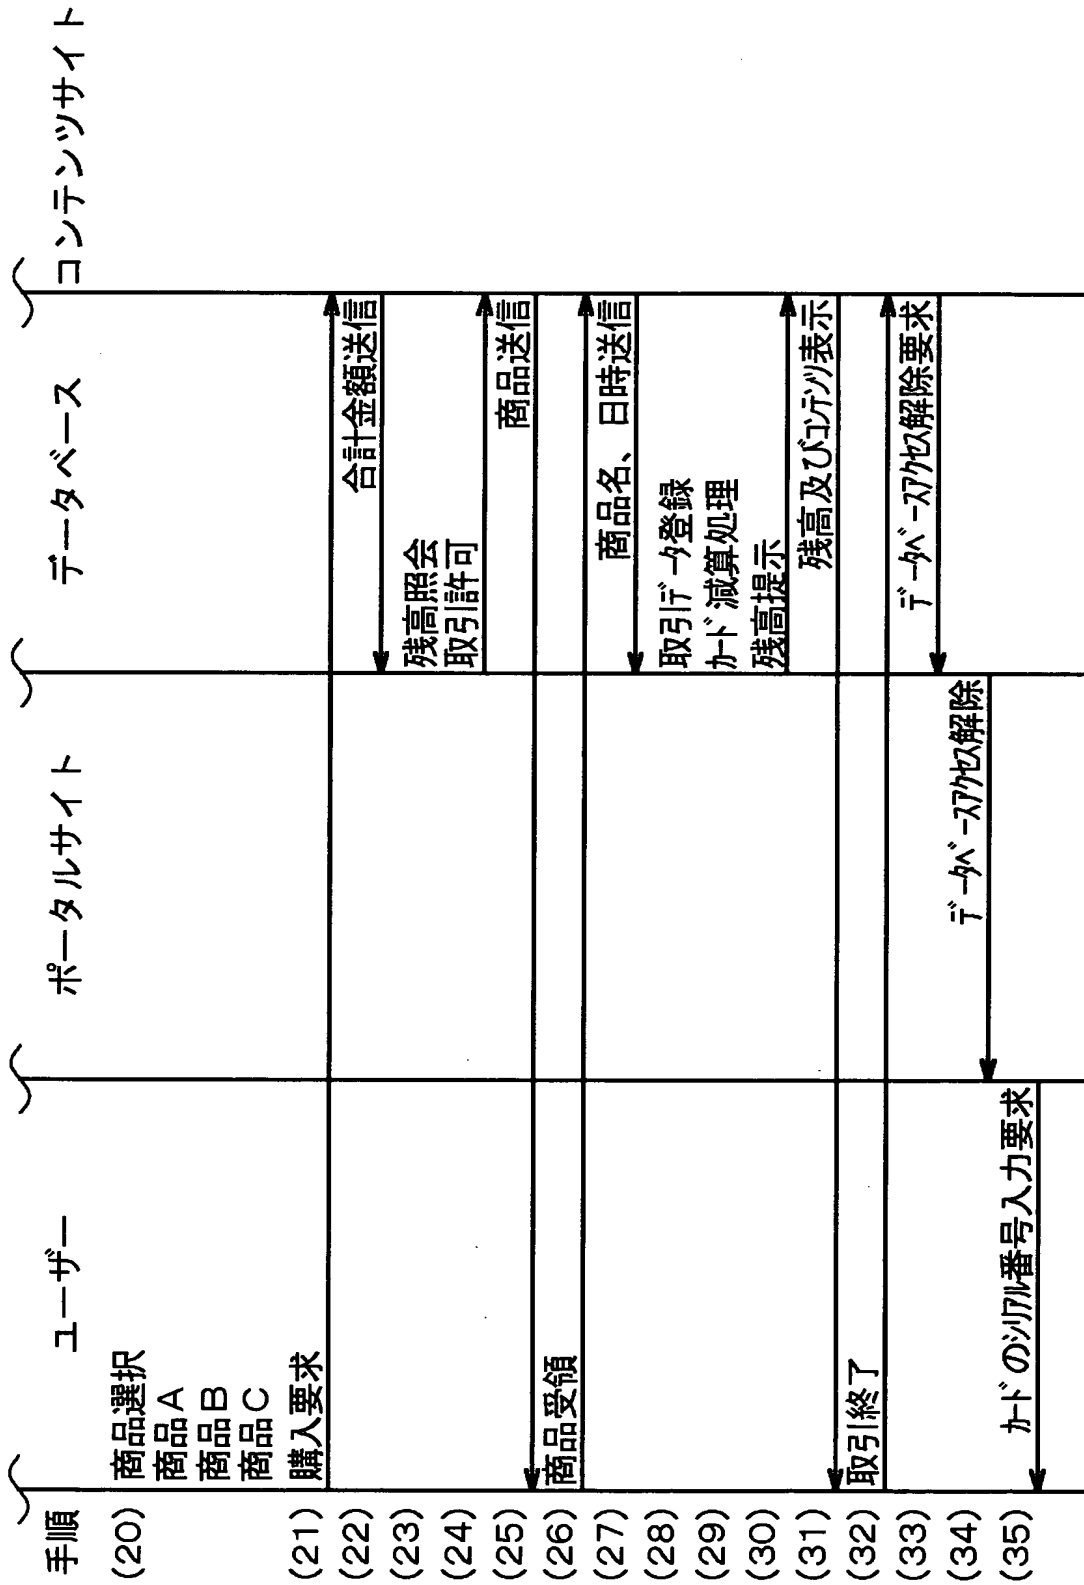 手順 ユーザー ポータルサイト データベース コンテンツサイト
(20) 商品選択
商品A
商品B
商品C
(21) 購入要求
(22) 合計金額送信
(23) 残高照会
(24) 取引許可
(25) 商品送信
(26) 商品受領
(27) 商品名、日時送信
(28) 取引データ登録
(29) カード減算処理
(30) 残高提示
(31) 残高及びコンテンツ表示
(32) 取引終了
(33) データベースアクセス解除要求
(34) データベースアクセス解除
(35) カードのシリアル番号入力要求